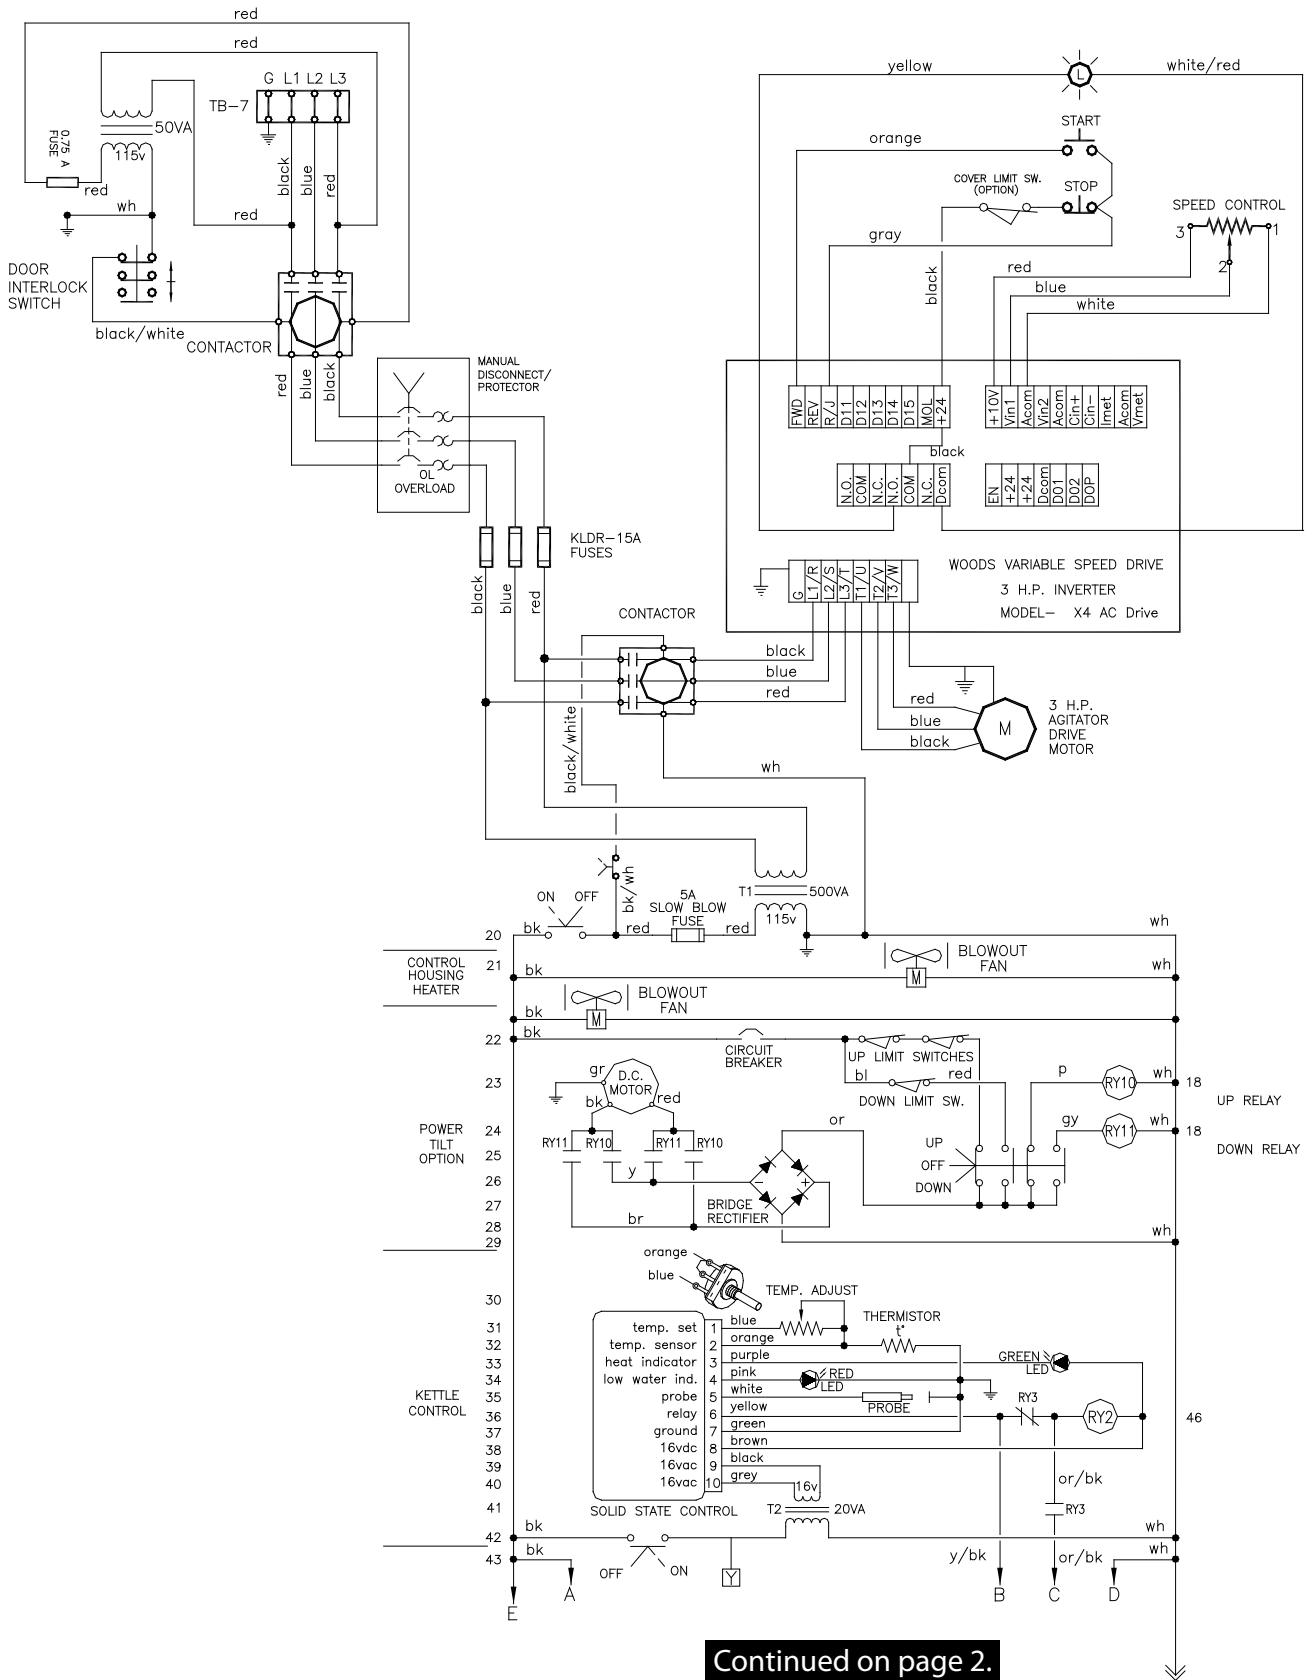 red
red
yellow
white/red
L
G L1 L2 L3
TB-7
50VA
115v
0.75 A
FUSE
red
START
orange
COVER LIMIT SW.
(OPTION)
STOP
SPEED CONTROL
3
1
2
wh
red
black
blue
red
gray
black
red
blue
white
DOOR
INTERLOCK
SWITCH
black/white
CONTACTOR
red
blue
black
MANUAL
DISCONNECT/
PROTECTOR
OL
OVERLOAD
FWD
REV
R/J
D11
D12
D13
D14
D15
MOL
+24
+10V
Vin1
Acom
Vin2
Acom
Cin+
Cin-
Imet
Acom
Vmet
black
N.O.
COM
N.C.
N.O.
COM
N.C.
Dcom
EN
+24
+24
Dcom
D01
D02
DOP
KLDR-15A
FUSES
black
blue
red
G
L1/R
L2/S
L3/T
T1/U
T2/V
T3/W
WOODS VARIABLE SPEED DRIVE
3 H.P. INVERTER
MODEL- X4 AC Drive
CONTACTOR
black
blue
red
red
blue
black
M
3 H.P.
AGITATOR
DRIVE
MOTOR
black/white
wh
bk/wh
ON OFF
5A
SLOW BLOW
FUSE
T1
500VA
115v
20
bk
red
red
wh
CONTROL
HOUSING
HEATER
21
bk
M
BLOWOUT
FAN
wh
bk
M
BLOWOUT
FAN
22
bk
CIRCUIT
BREAKER
UP LIMIT SWITCHES
23
gr
D.C.
MOTOR
bk
red
bl
red
DOWN LIMIT SW.
p
RY10
wh
18
UP RELAY
POWER
TILT
OPTION
24
25
26
27
28
29
RY11
RY10
RY11
RY10
y
br
or
-
+
BRIDGE
RECTIFIER
UP
OFF
DOWN
gy
RY11
wh
18
DOWN RELAY
wh
orange
blue
TEMP. ADJUST
THERMISTOR
t°
KETTLE
CONTROL
30
31
32
33
34
35
36
37
38
39
40
41
42
43
temp. set 1 blue
temp. sensor 2 orange
heat indicator 3 purple
low water ind. 4 pink
probe 5 white
relay 6 yellow
ground 7 green
16vdc 8 brown
16vac 9 black
16vac 10 grey
SOLID STATE CONTROL
RED
LED
GREEN
LED
PROBE
RY3
RY2
46
16v
T2
20VA
or/bk
RY3
bk
wh
bk
OFF
ON
Y
y/bk
or/bk
wh
E
A
B
C
D
Continued on page 2.